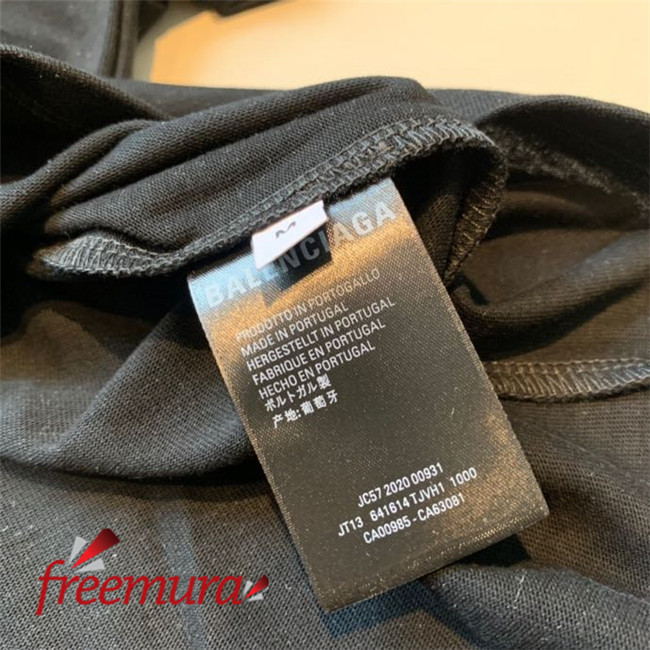 M
BALENCIAGA
PRODOTTO IN PORTOGALLO
MADE IN PORTUGAL
HERGESTELLT IN PORTUGAL
FABRIQUE EN PORTUGAL
HECHO EN PORTUGAL
ポルトガル製
产地:葡萄牙
JC57 2020 00931
JT13 641614 TJVH1 1000
CA00985-CA63081
freemura